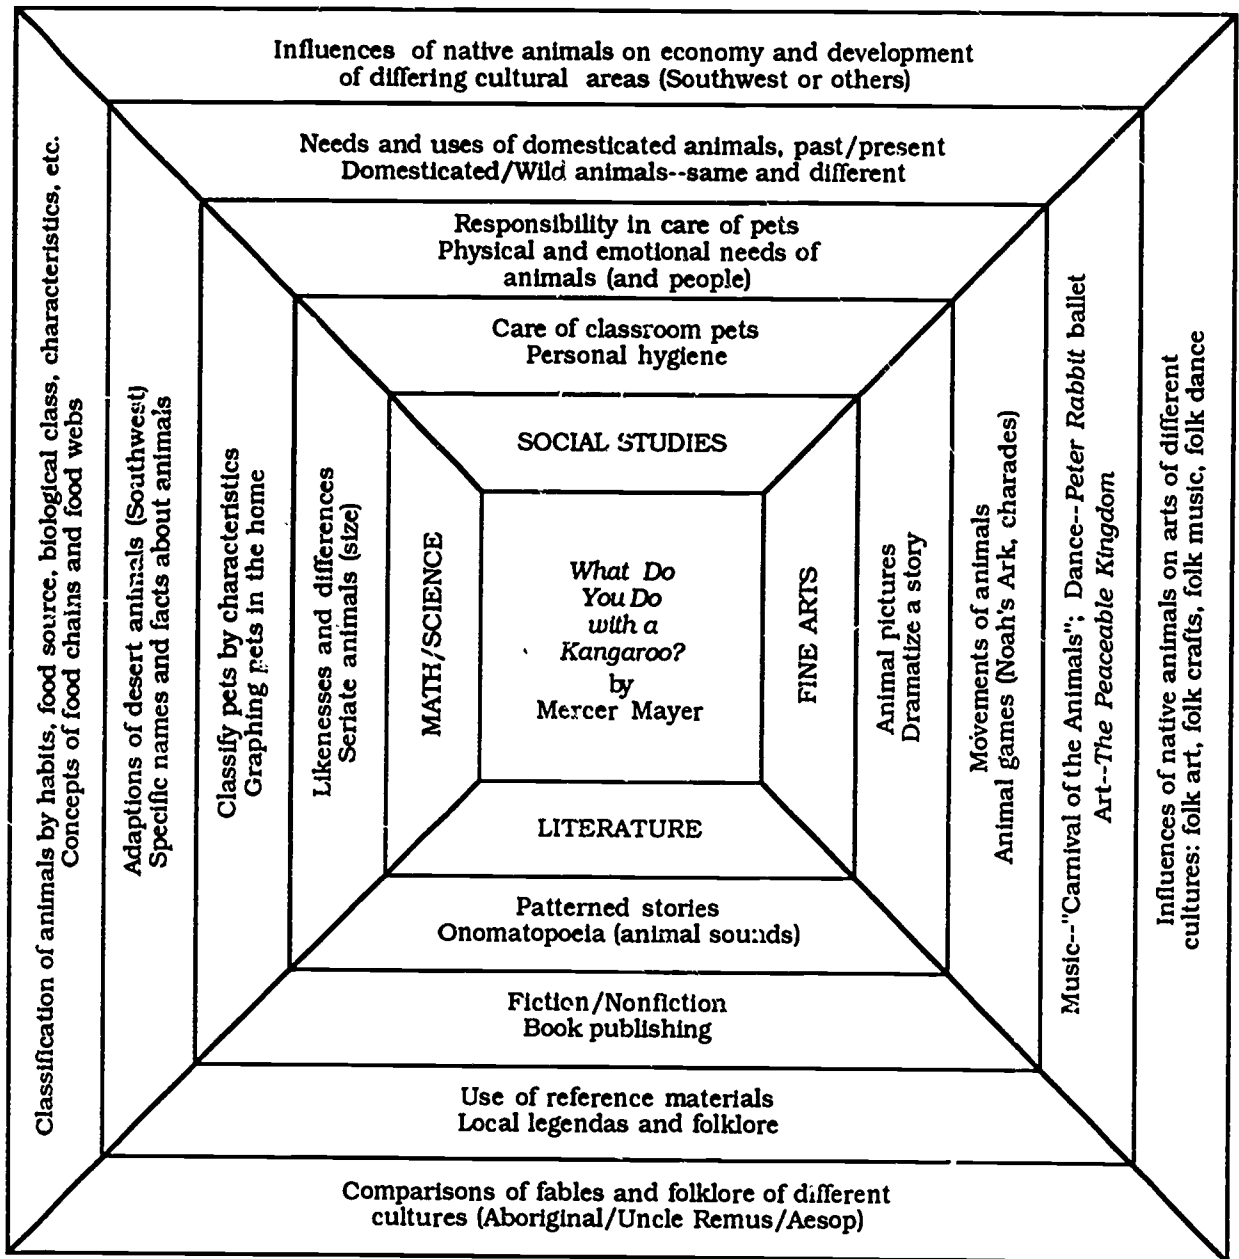 Influences of native animals on economy and development
of differing cultural areas (Southwest or others)
Needs and uses of domesticated animals, past/present
Domesticated/Wild animals--same and different
Responsibility in care of pets
Physical and emotional needs of
animals (and people)
Care of classroom pets
Personal hygiene
SOCIAL STUDIES
Classification of animals by habits, food source, biological class, characteristics, etc.
Concepts of food chains and food webs
Adaptions of desert animals (Southwest)
Specific names and facts about animals
Classify pets by characteristics
Graphing pets in the home
Likenesses and differences
Seriate animals (size)
MATH/SCIENCE
What Do
You Do
with a
Kangaroo?
by
Mercer Mayer
FINE ARTS
Animal pictures
Dramatize a story
Movements of animals
Animal games (Noah's Ark, charades)
Music--"Carnival of the Animals"; Dance--Peter Rabbit ballet
Art--The Peaceable Kingdom
Influences of native animals on arts of different
cultures: folk art, folk crafts, folk music, folk dance
LITERATURE
Patterned stories
Onomatopoeia (animal sounds)
Fiction/Nonfiction
Book publishing
Use of reference materials
Local legendas and folklore
Comparisons of fables and folklore of different
cultures (Aboriginal/Uncle Remus/Aesop)